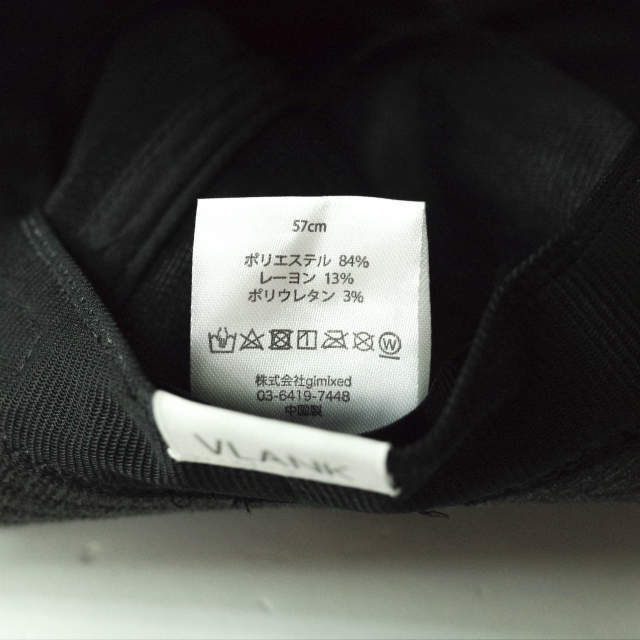 57cm
ポリエステル 84%
レーヨン 13%
ポリウレタン 3%
W
株式会社gimixed
03-6419-7448
中国製
VLANK